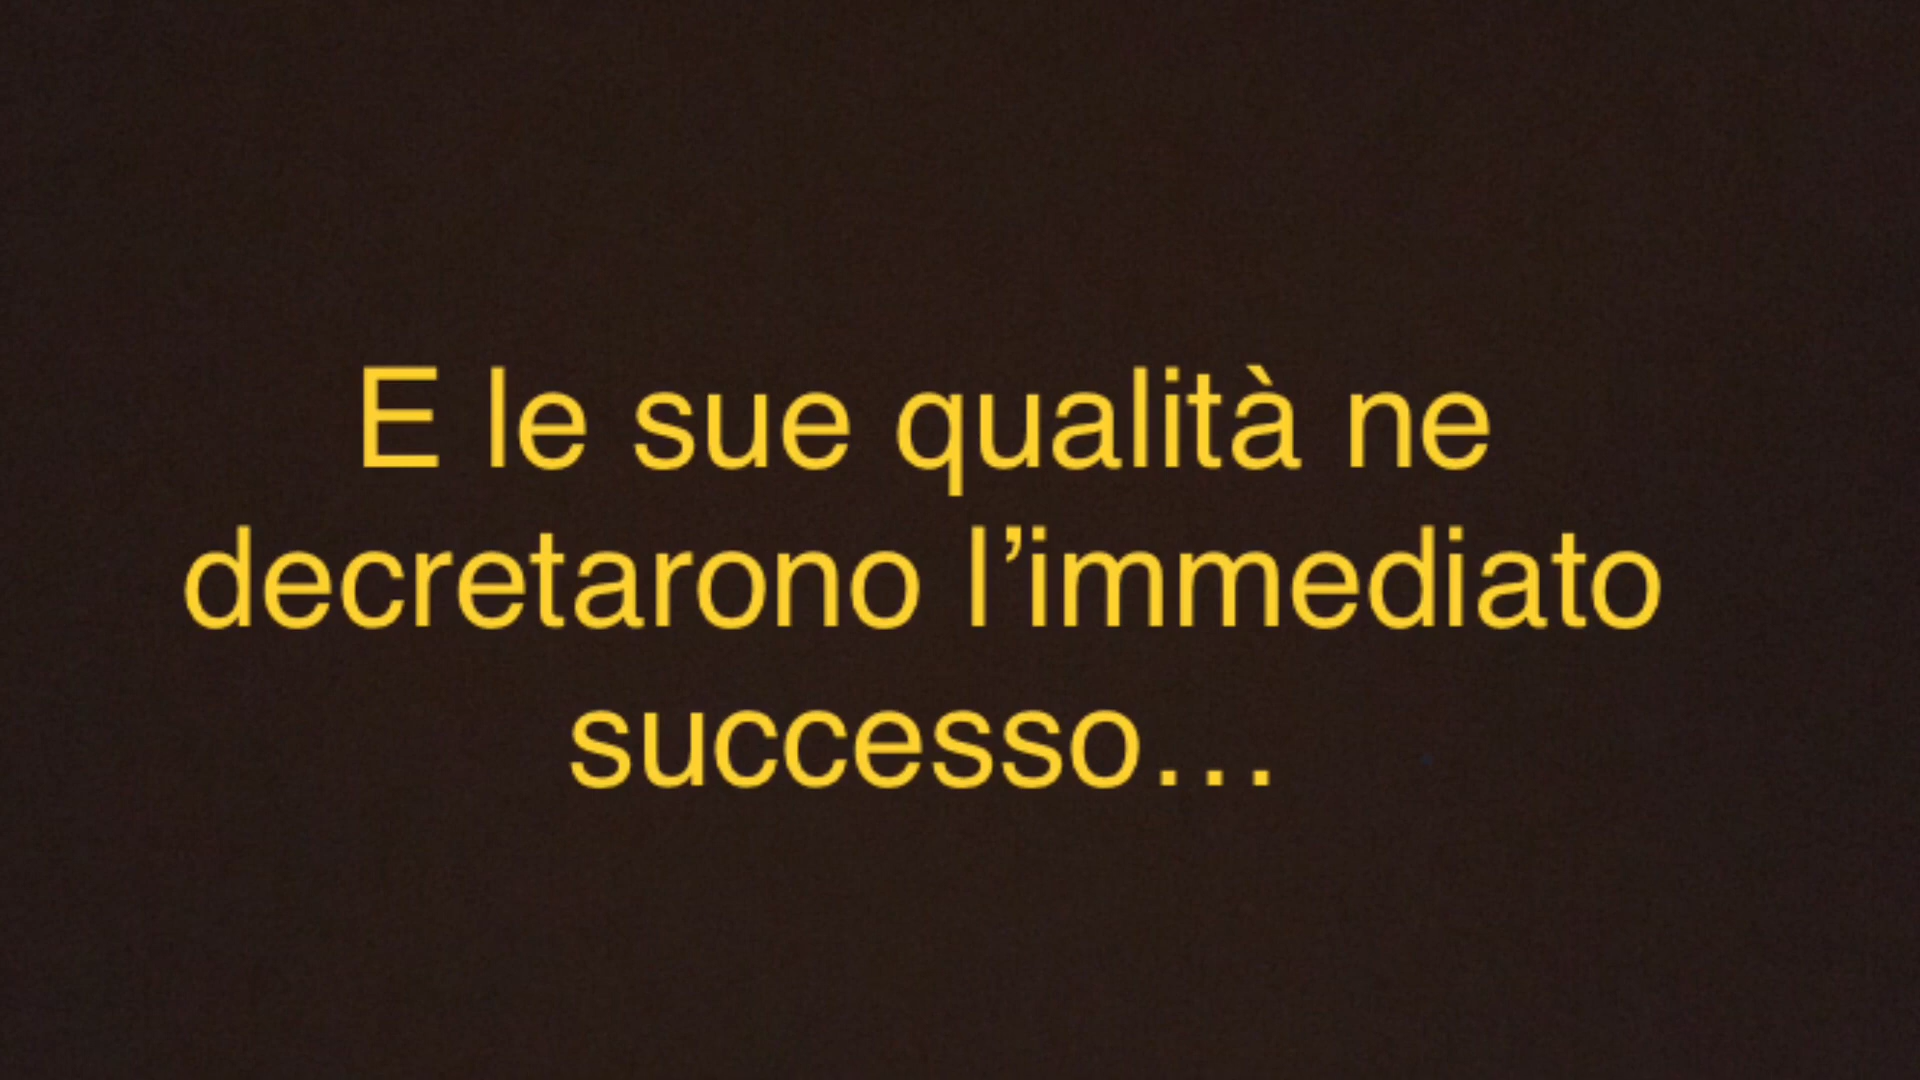 E le sue qualità ne
decretarono l’immediato
successo…